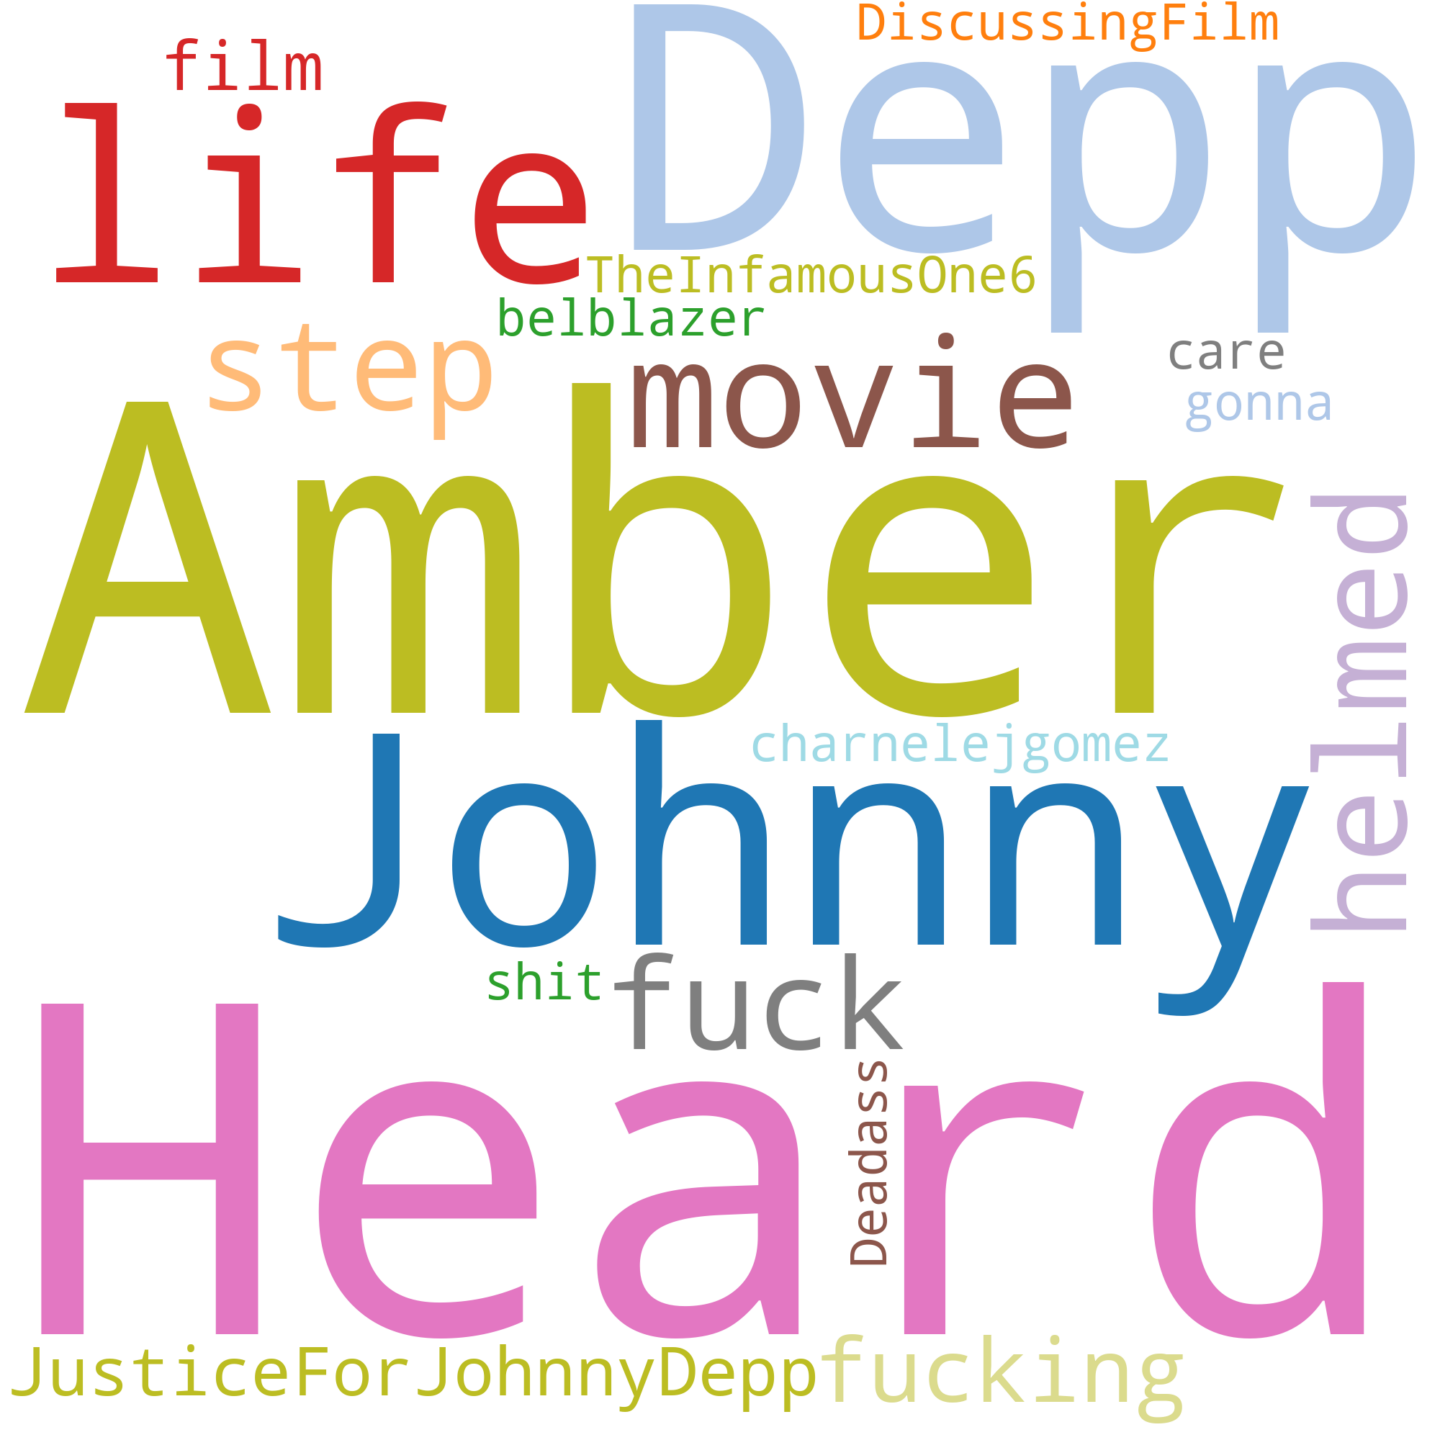 DiscussingFilm
film
Depp
life
TheInfamousOne6
belblazer
step
movie
care
gonna
Amber
helmed
Johnny
charnelejgomez
shit
fuck
Heard
Deadass
JusticeForJohnnyDepp
fucking